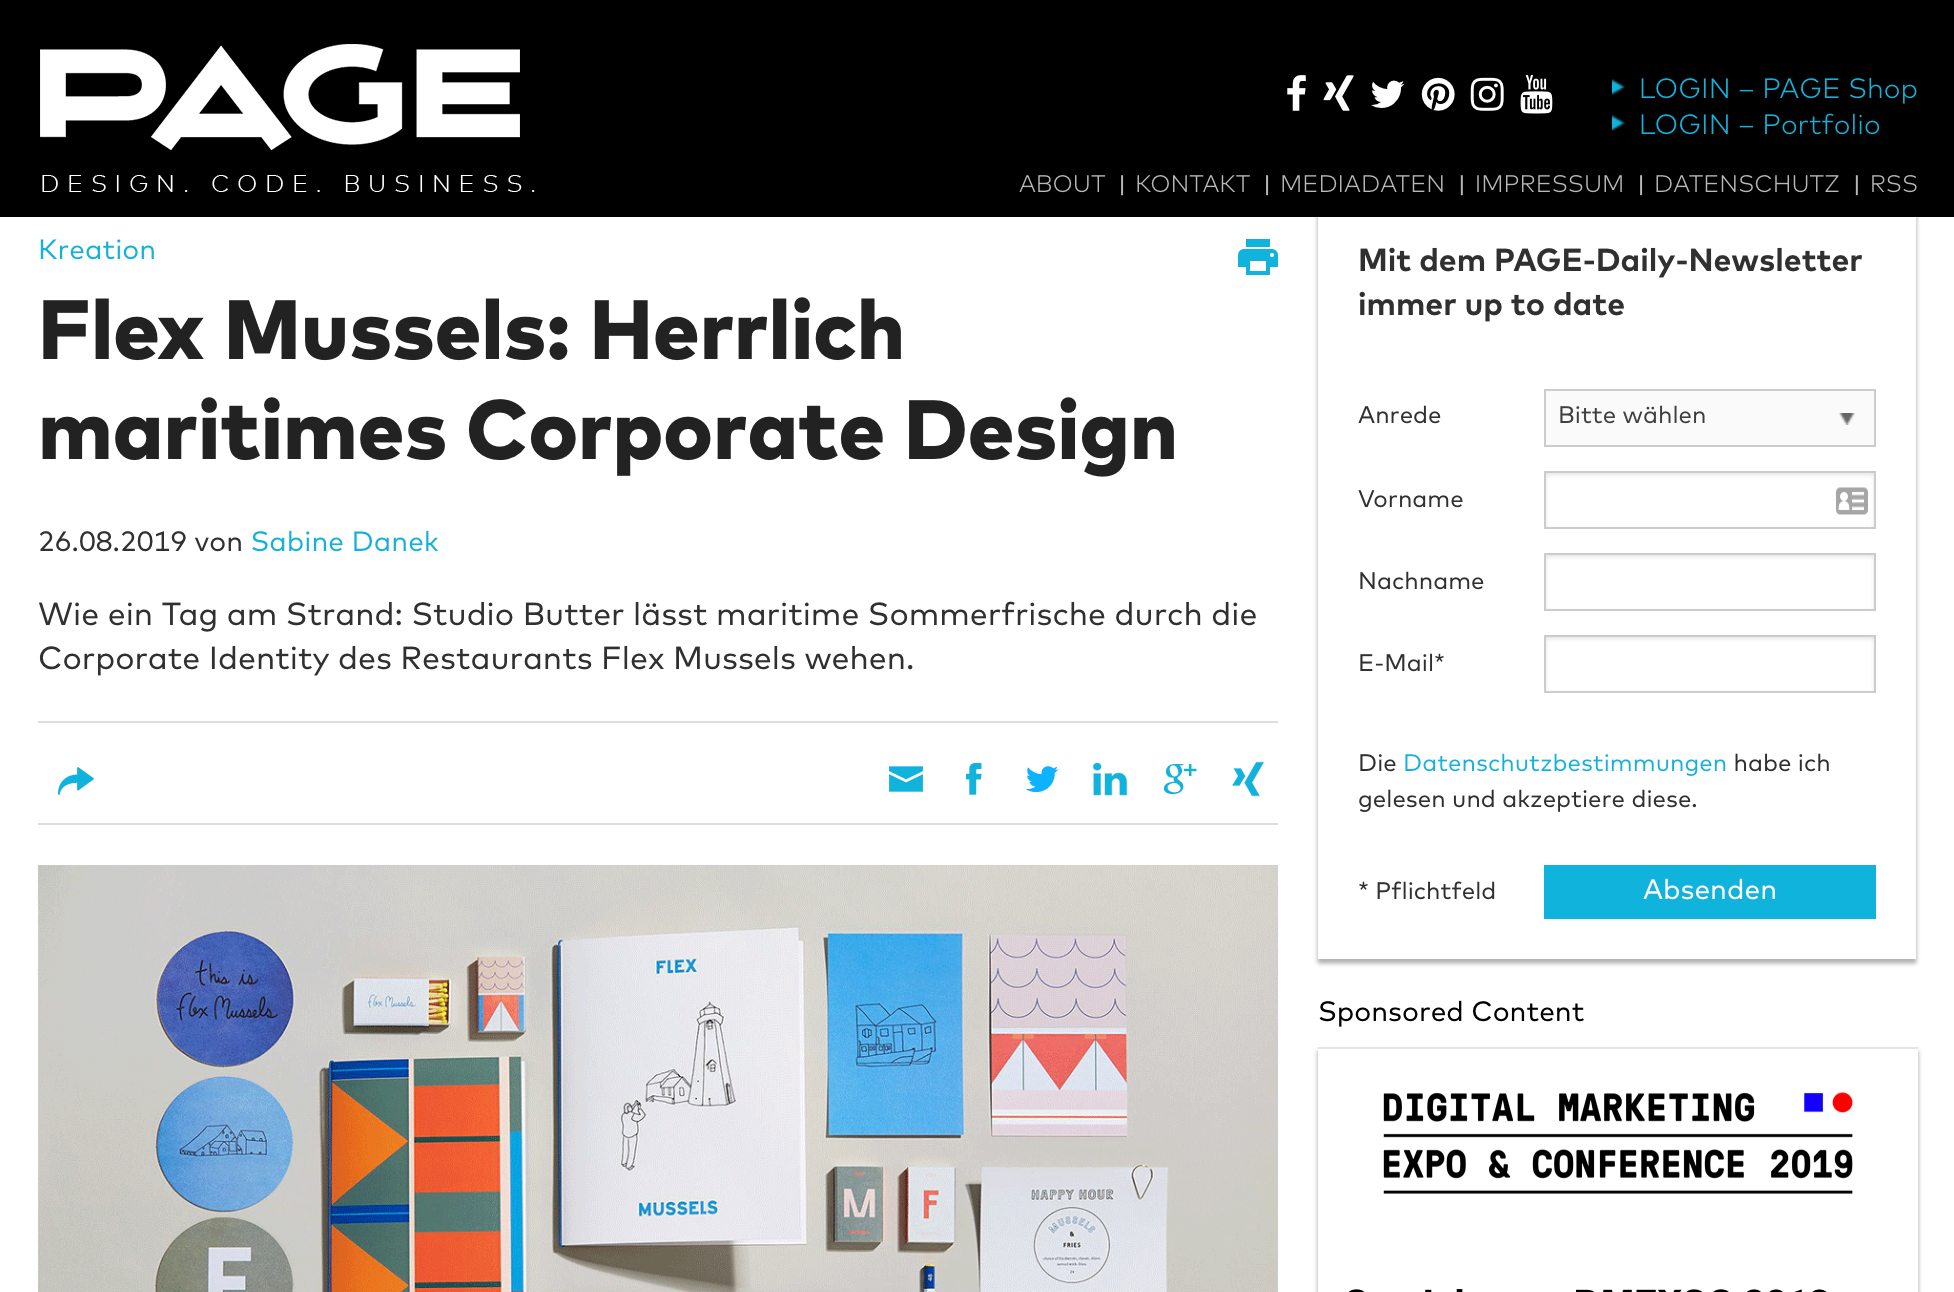 PAGE
DESIGN. CODE. BUSINESS.
LOGIN – PAGE Shop
LOGIN – Portfolio
You
Tube
ABOUT | KONTAKT | MEDIADATEN | IMPRESSUM | DATENSCHUTZ | RSS
Kreation
Flex Mussels: Herrlich
maritimes Corporate Design
26.08.2019 von Sabine Danek
Wie ein Tag am Strand: Studio Butter lässt maritime Sommerfrische durch die
Corporate Identity des Restaurants Flex Mussels wehen.
this is
flex Mussels
flex Mussels
FLEX
MUSSELS
M
F
HAPPY HOUR
MUSSELS
&
FRIES
F
Mit dem PAGE-Daily-Newsletter
immer up to date
Anrede
Bitte wählen
Vorname
Nachname
E-Mail*
Die Datenschutzbestimmungen habe ich
gelesen und akzeptiere diese.
* Pflichtfeld
Absenden
Sponsored Content
DIGITAL MARKETING
EXPO & CONFERENCE 2019